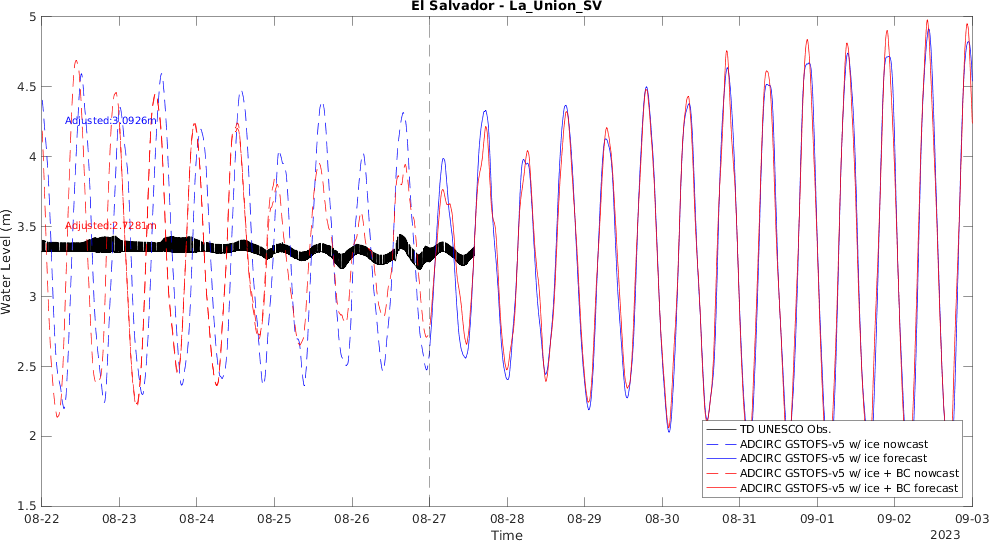 El Salvador - La_Union_SV
Water Level (m)
5
4.5
4
3.5
3
2.5
2
1.5
Adjusted:3.0926m
Adjusted:2.7281m
TD UNESCO Obs.
ADCIRC GSTOFS-v5 w/ ice nowcast
ADCIRC GSTOFS-v5 w/ ice forecast
ADCIRC GSTOFS-v5 w/ ice + BC nowcast
ADCIRC GSTOFS-v5 w/ ice + BC forecast
08-22 08-23 08-24 08-25 08-26 08-27 08-28 08-29 08-30 08-31 09-01 09-02 09-03
Time
2023